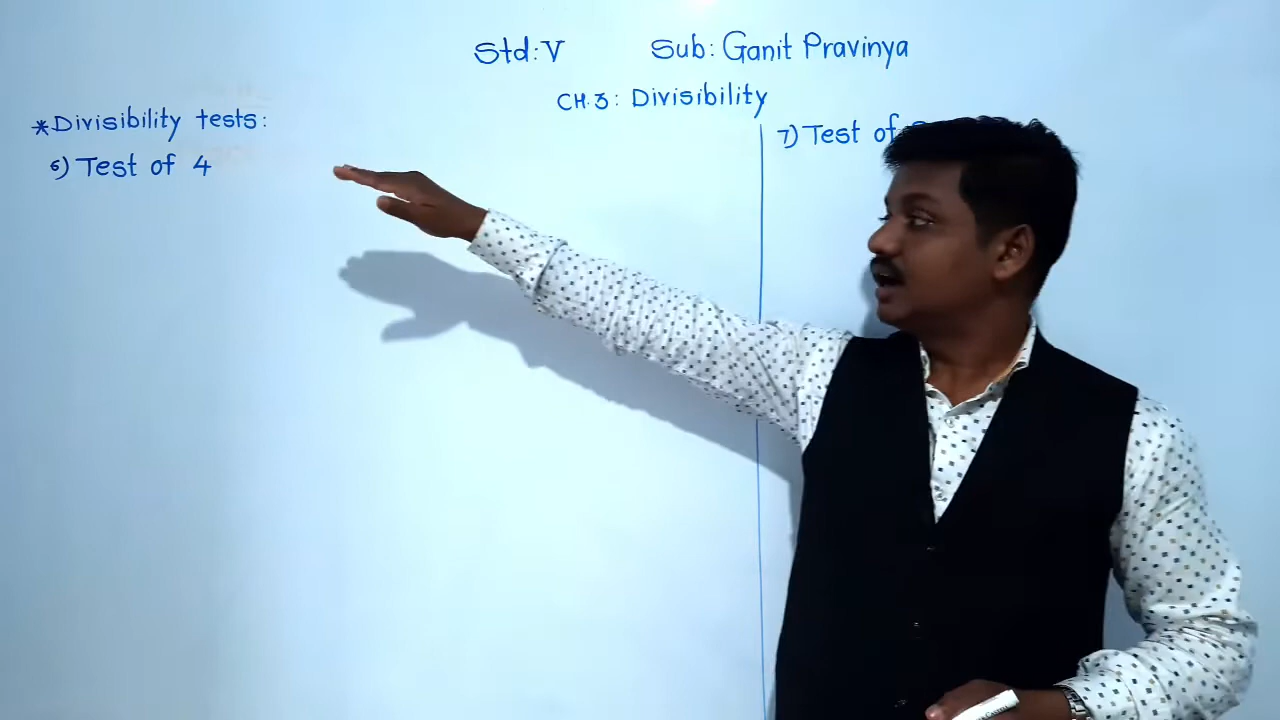 Std: V Sub: Ganit Pravinya
CH. 3: Divisibility
*Divisibility tests:
6) Test of 4
7) Test of